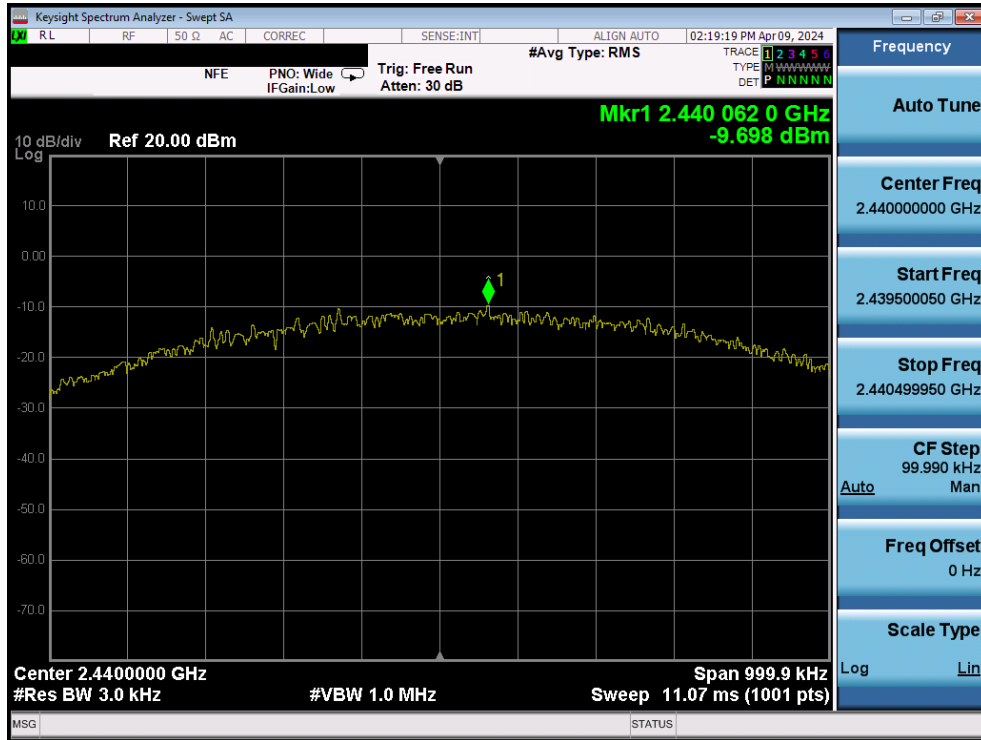 Keysight Spectrum Analyzer - Swept SA
LXI RL RF 50 Ω AC CORREC SENSE:INT ALIGN AUTO 02:19:19 PM Apr 09, 2024
#Avg Type: RMS TRACE 1 2 3 4 5 6
NFE PNO: Wide Trig: Free Run TYPE M WWWWW
IFGain:Low Atten: 30 dB DET P N N N N N
Mkr1 2.440 062 0 GHz
-9.698 dBm
10 dB/div Ref 20.00 dBm
Log
10.0
0.00
1
-10.0
-20.0
-30.0
-40.0
-50.0
-60.0
-70.0
Center 2.4400000 GHz Span 999.9 kHz
#Res BW 3.0 kHz #VBW 1.0 MHz Sweep 11.07 ms (1001 pts)
MSG STATUS
Frequency
Auto Tune
Center Freq
2.440000000 GHz
Start Freq
2.439500050 GHz
Stop Freq
2.440499950 GHz
CF Step
99.990 kHz
Auto Man
Freq Offset
0 Hz
Scale Type
Log Lin